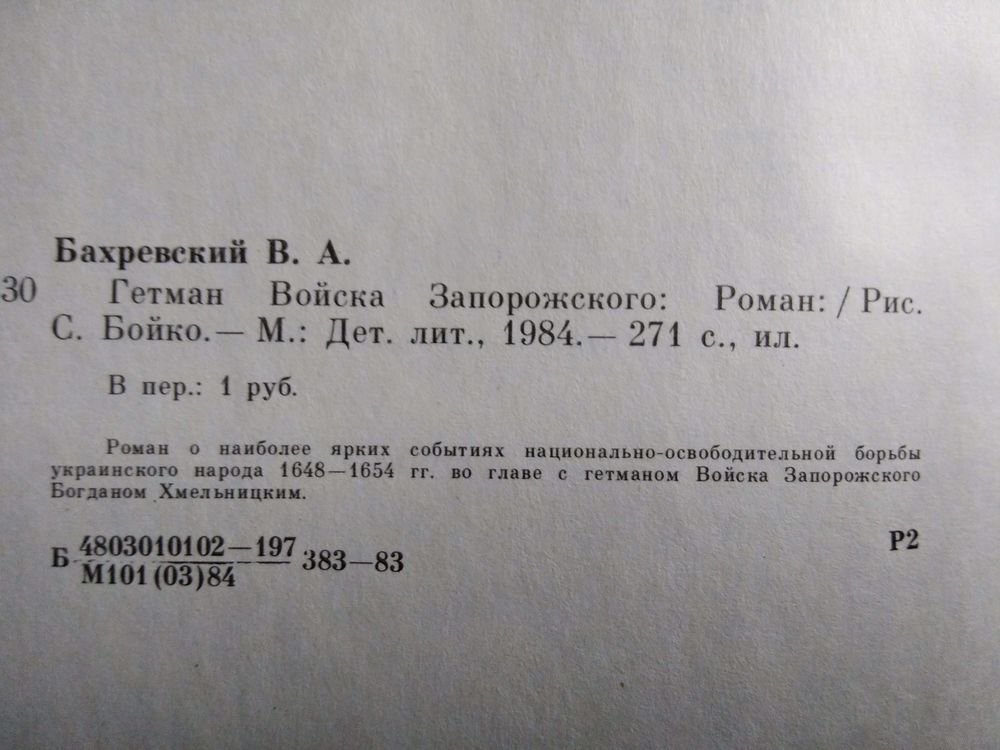 Бахревский В. А.
30 Гетман Войска Запорожского: Роман: / Рис.
С. Бойко.— М.: Дет. лит., 1984.— 271 с., ил.
В пер.: 1 руб.
Роман о наиболее ярких событиях национально-освободительной борьбы
украинского народа 1648—1654 гг. во главе с гетманом Войска Запорожского
Богданом Хмельницким.
Б 4803010102—197 383—83
М101(03)84
Р2